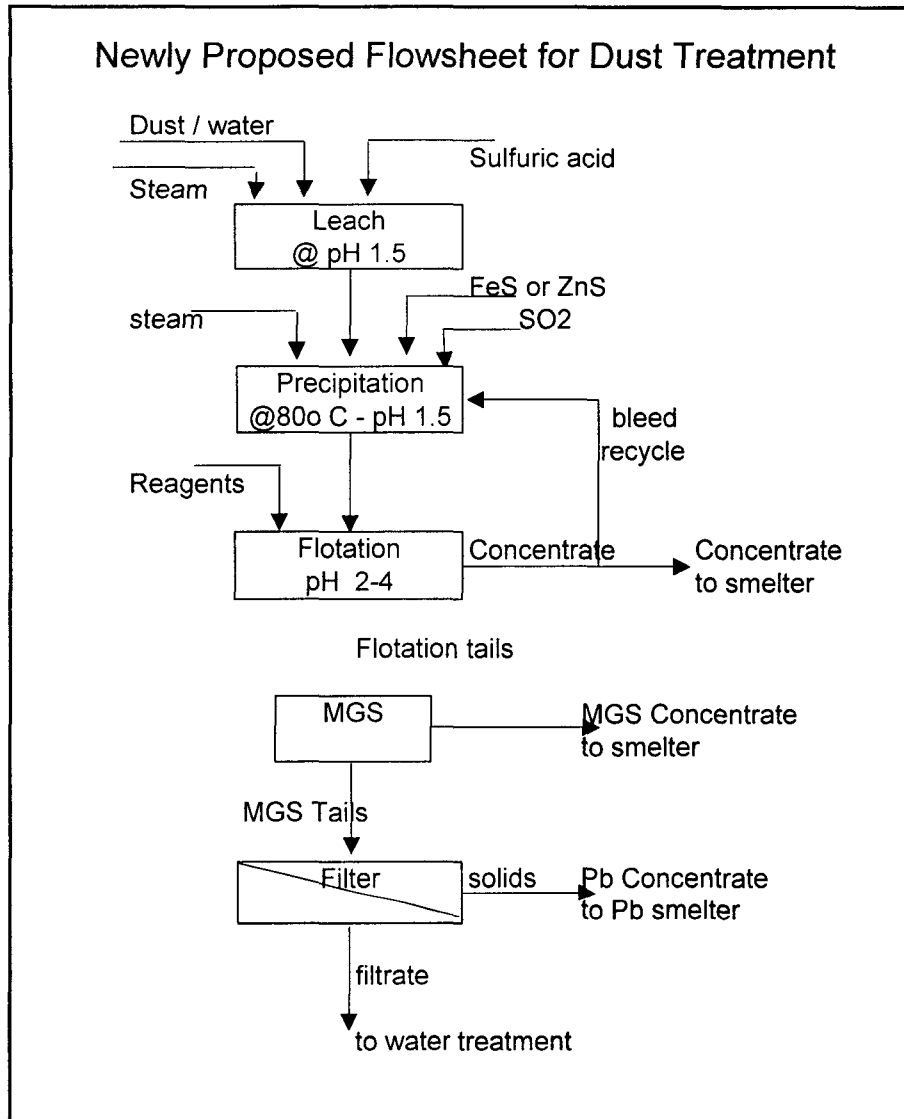 Newly Proposed Flowsheet for Dust Treatment
Dust / water
Sulfuric acid
Steam
Leach
@ pH 1.5
FeS or ZnS
steam
SO2
Precipitation
@80o C - pH 1.5
bleed
recycle
Reagents
Flotation
pH 2-4
Concentrate
Concentrate
to smelter
Flotation tails
MGS
MGS Concentrate
to smelter
MGS Tails
Filter
solids
Pb Concentrate
to Pb smelter
filtrate
to water treatment